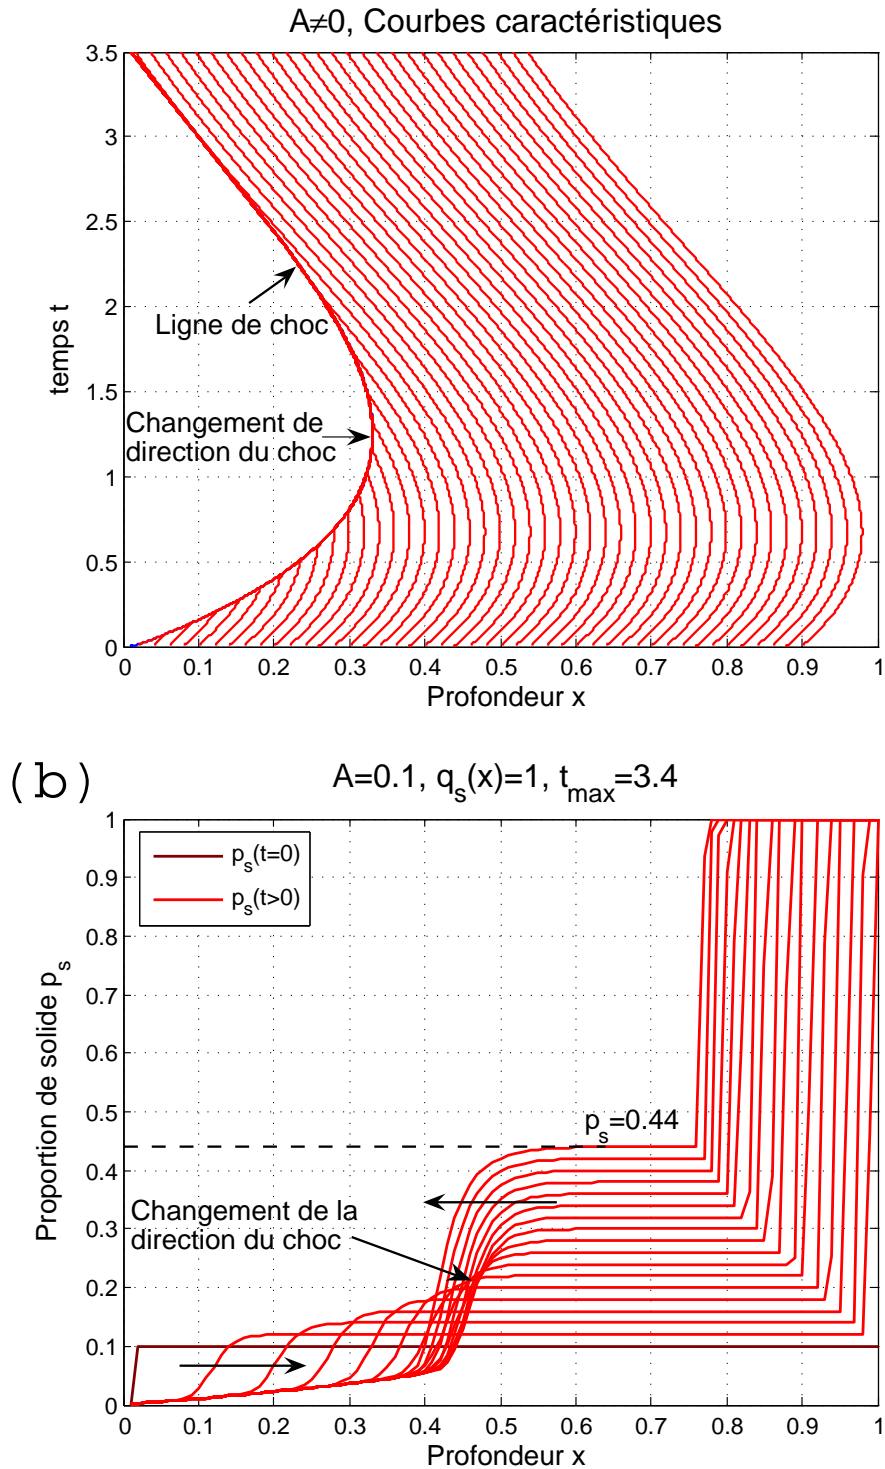 A≠0, Courbes caractéristiques
3.5
3
2.5
2
1.5
1
0.5
0
temps t
Ligne de choc
Changement de
direction du choc
0 0.1 0.2 0.3 0.4 0.5 0.6 0.7 0.8 0.9 1
Profondeur x
(b)
A=0.1, q_s(x)=1, t_max=3.4
1
0.9
0.8
0.7
0.6
0.5
0.4
0.3
0.2
0.1
0
Proportion de solide p_s
p_s(t=0)
p_s(t>0)
p_s=0.44
Changement de la
direction du choc
0 0.1 0.2 0.3 0.4 0.5 0.6 0.7 0.8 0.9 1
Profondeur x